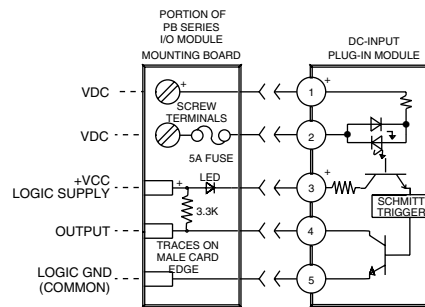 PORTION OF
PB SERIES
I/O MODULE
MOUNTING BOARD
DC-INPUT
PLUG-IN MODULE
VDC
+
1
+
SCREW
TERMINALS
VDC
2
5A FUSE
+VCC
LOGIC SUPPLY
+
LED
3
+
3.3K
SCHMITT
TRIGGER
OUTPUT
4
TRACES ON
MALE CARD
EDGE
LOGIC GND
(COMMON)
5